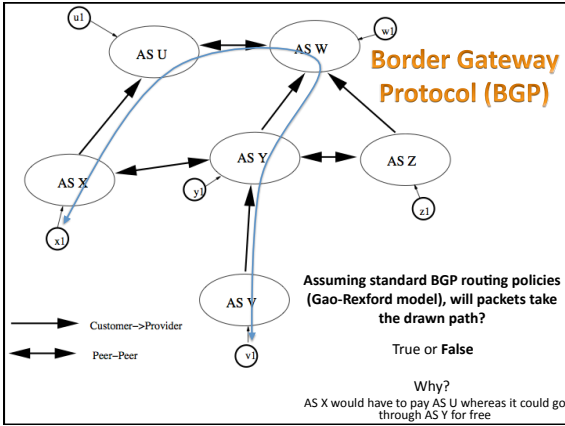 u1
w1
AS U
AS W
Border Gateway
Protocol (BGP)
AS X
AS Y
AS Z
y1
x1
z1
AS V
Assuming standard BGP routing policies
(Gao-Rexford model), will packets take
the drawn path?
Customer->Provider
True or False
Peer-Peer
v1
Why?
AS X would have to pay AS U whereas it could go
through AS Y for free